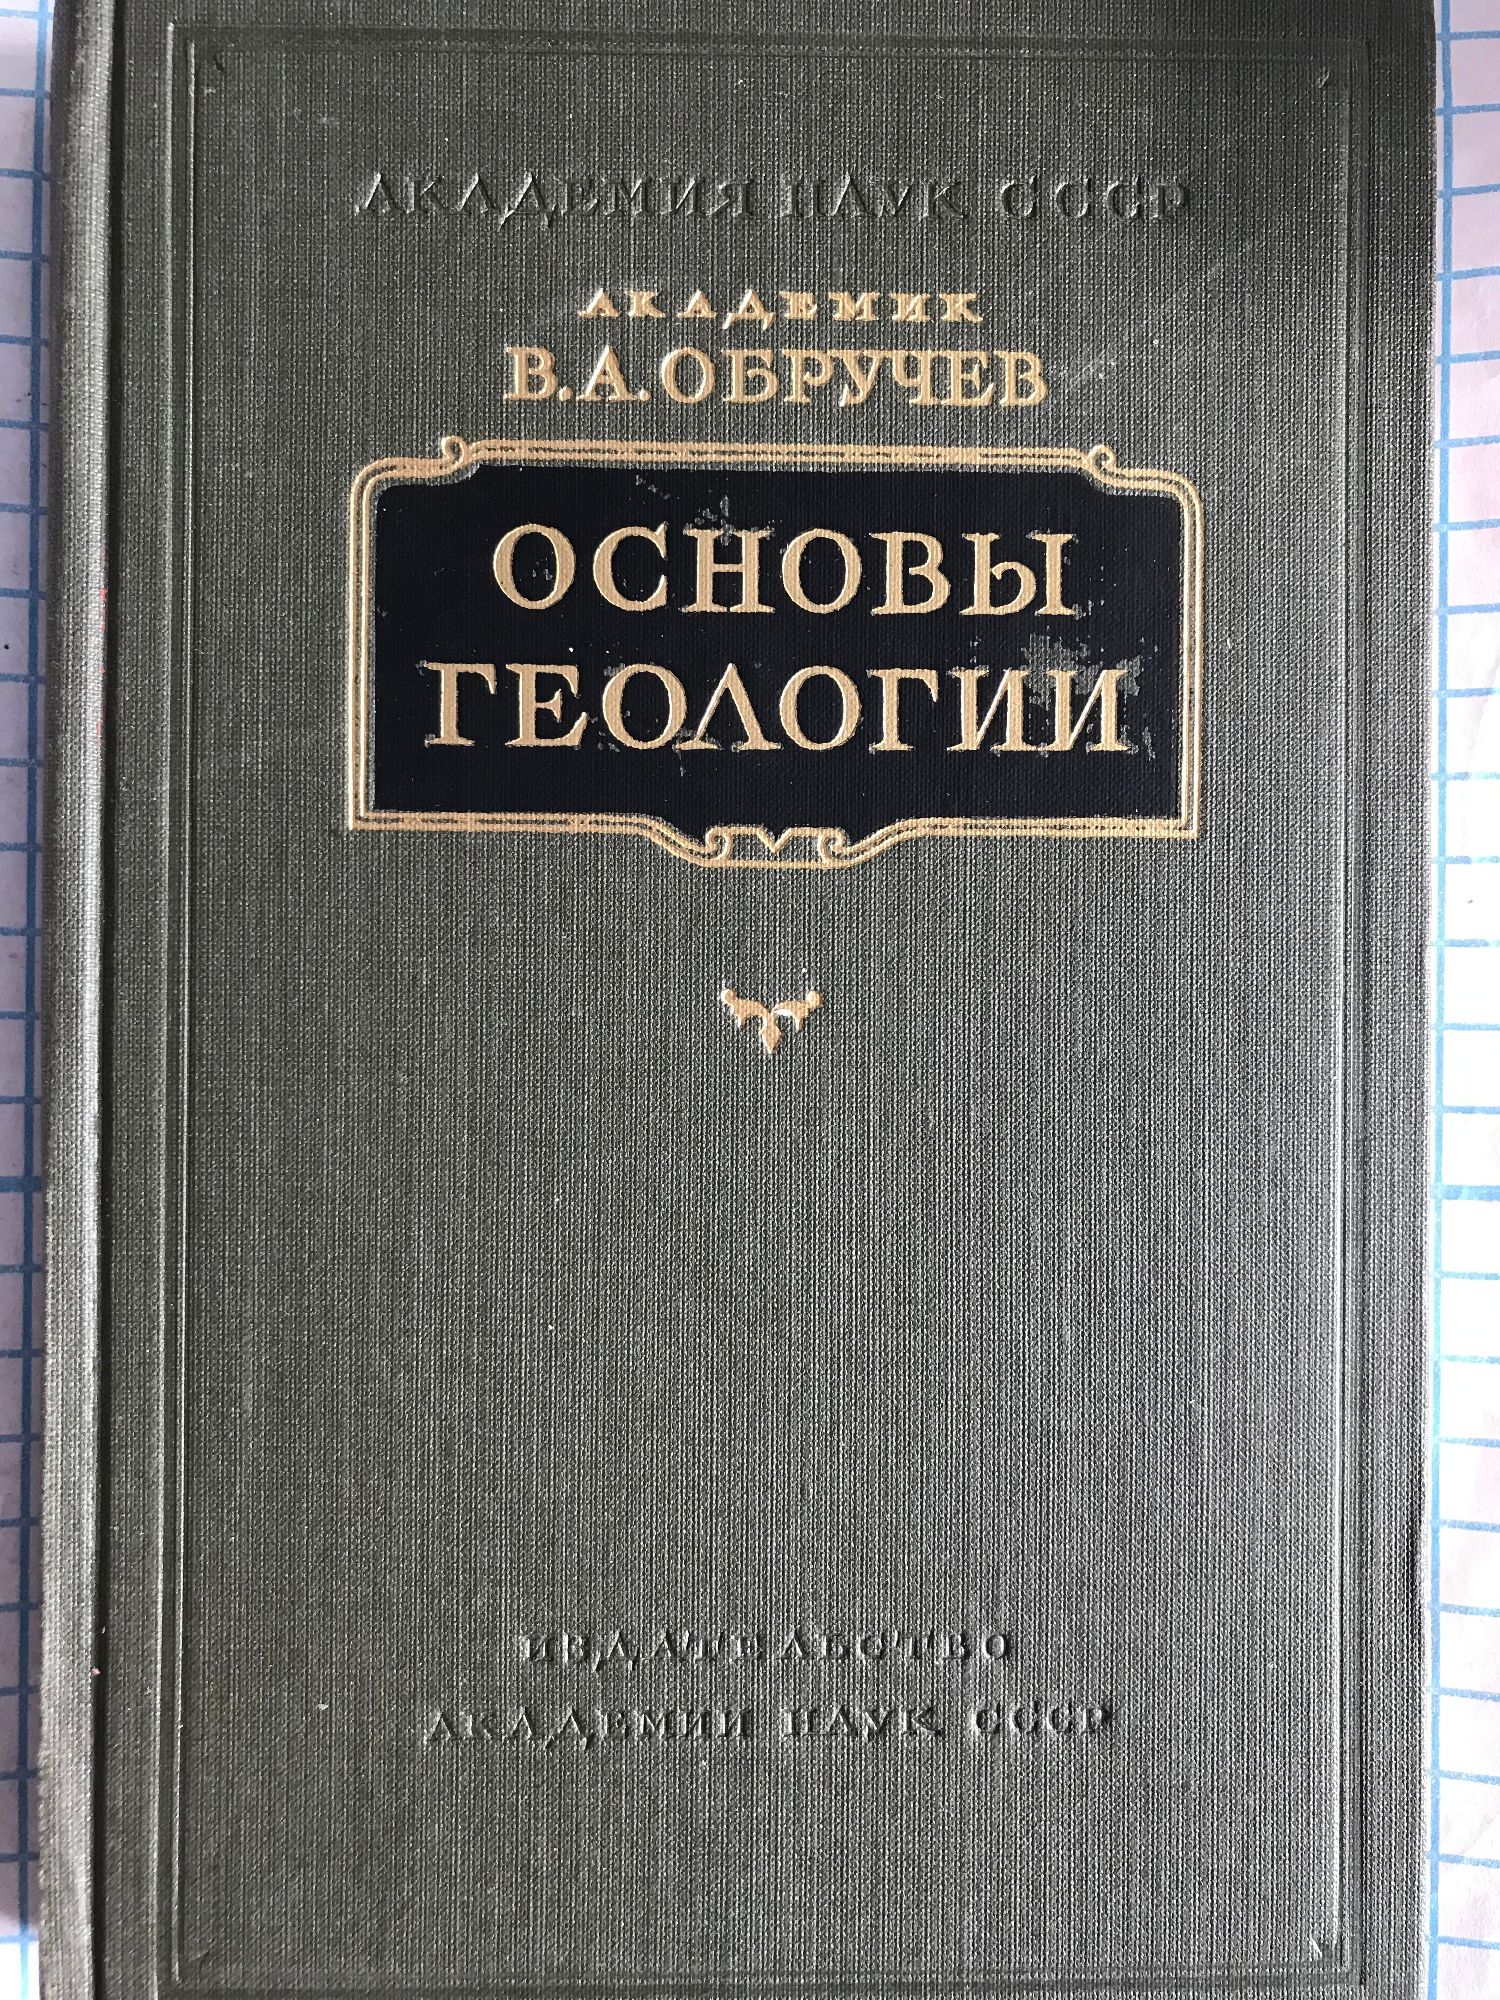 АКАДЕМИЯ НАУК СССР
АКАДЕМИК
В.А.ОБРУЧЕВ
ОСНОВЫ
ГЕОЛОГИИ
ИЗДАТЕЛЬСТВО
АКАДЕМИИ НАУК СССР